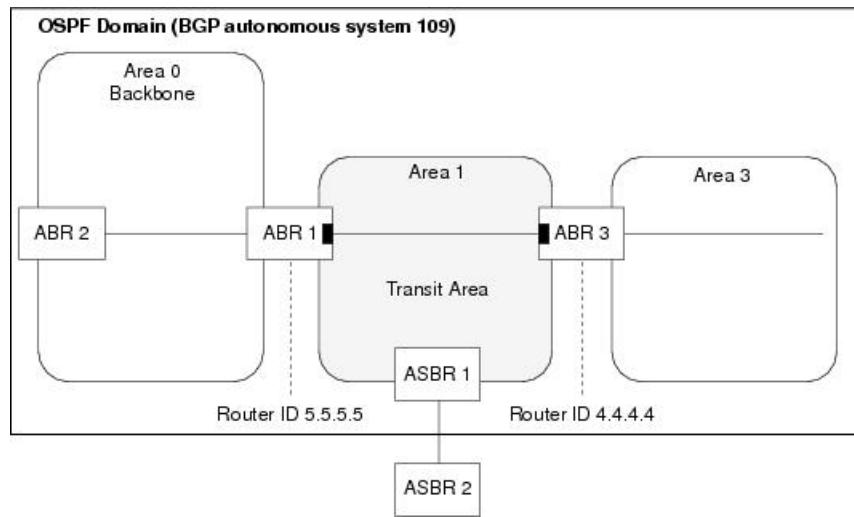 OSPF Domain (BGP autonomous system 109)
Area 0
Backbone
Area 1
Area 3
ABR 2
ABR 1
ABR 3
Transit Area
ASBR 1
Router ID 5.5.5.5
Router ID 4.4.4.4
ASBR 2